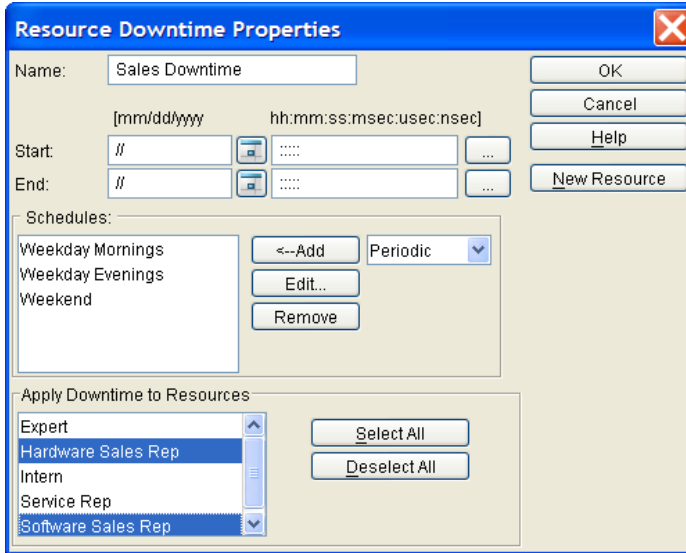 Resource Downtime Properties
Name: Sales Downtime
OK
Cancel
[mm/dd/yyyy hh:mm:ss:msec:usec:nsec]
Help
Start: // ::::: ...
End: // ::::: ...
New Resource
Schedules:
Weekday Mornings
Weekday Evenings
Weekend
<--Add Periodic
Edit...
Remove
Apply Downtime to Resources
Expert
Hardware Sales Rep
Intern
Service Rep
Software Sales Rep
Select All
Deselect All